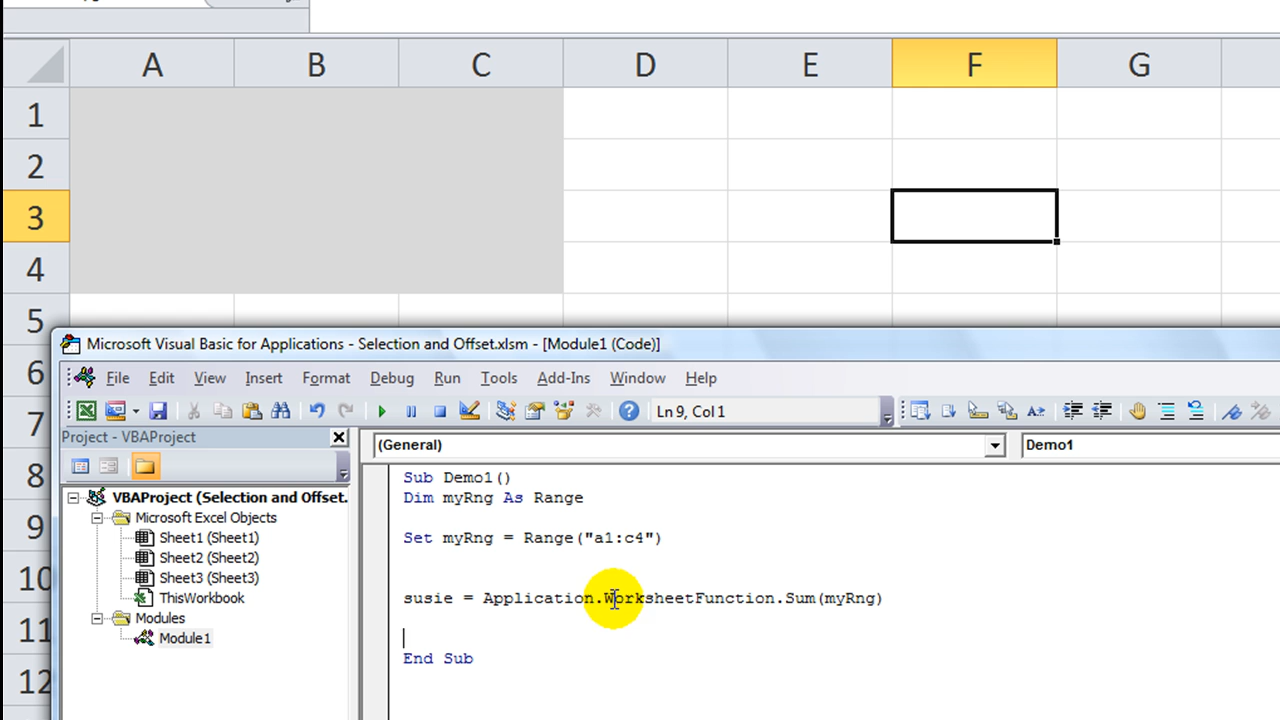 A B C D E F G
1
2
3
4
5
6
7
8
9
10
11
12
Microsoft Visual Basic for Applications - Selection and Offset.xlsm - [Module1 (Code)]
File Edit View Insert Format Debug Run Tools Add-Ins Window Help
Ln 9, Col 1
Project - VBAProject
VBAProject (Selection and Offset.
Microsoft Excel Objects
Sheet1 (Sheet1)
Sheet2 (Sheet2)
Sheet3 (Sheet3)
ThisWorkbook
Modules
Module1
(General) Demo1
Sub Demo1()
Dim myRng As Range
Set myRng = Range("a1:c4")
susie = Application.WorksheetFunction.Sum(myRng)
End Sub